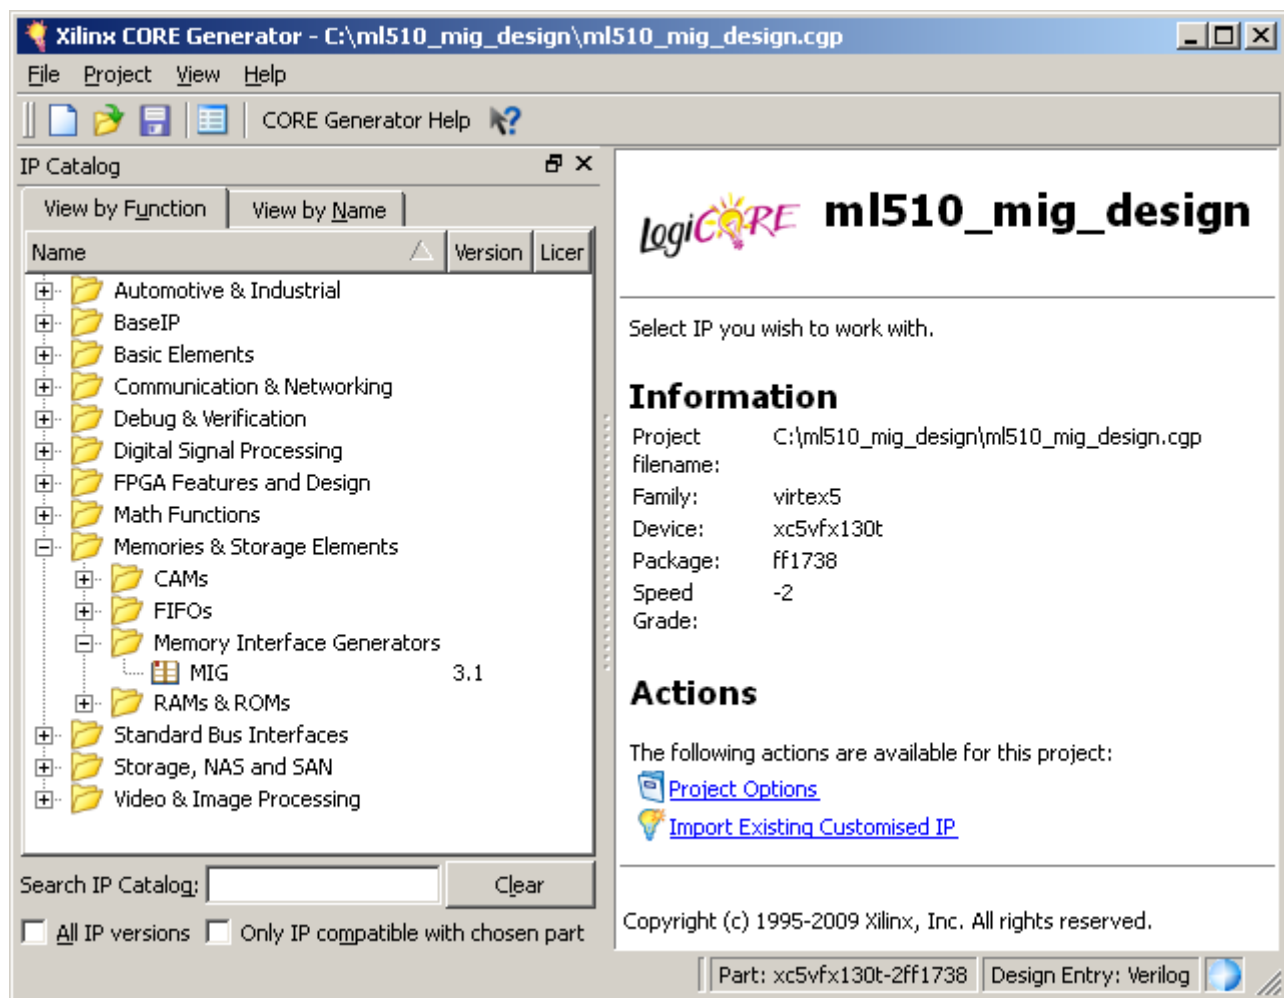 Xilinx CORE Generator - C:\ml510_mig_design\ml510_mig_design.cgp
File Project View Help
CORE Generator Help
IP Catalog
View by Function View by Name
Name Version Licer
Automotive & Industrial
BaseIP
Basic Elements
Communication & Networking
Debug & Verification
Digital Signal Processing
FPGA Features and Design
Math Functions
Memories & Storage Elements
CAMs
FIFOs
Memory Interface Generators
MIG 3.1
RAMs & ROMs
Standard Bus Interfaces
Storage, NAS and SAN
Video & Image Processing
Search IP Catalog: Clear
All IP versions Only IP compatible with chosen part
LogiCORE ml510_mig_design
Select IP you wish to work with.
Information
Project C:\ml510_mig_design\ml510_mig_design.cgp
filename:
Family: virtex5
Device: xc5vfx130t
Package: ff1738
Speed -2
Grade:
Actions
The following actions are available for this project:
Project Options
Import Existing Customised IP
Copyright (c) 1995-2009 Xilinx, Inc. All rights reserved.
Part: xc5vfx130t-2ff1738 Design Entry: Verilog